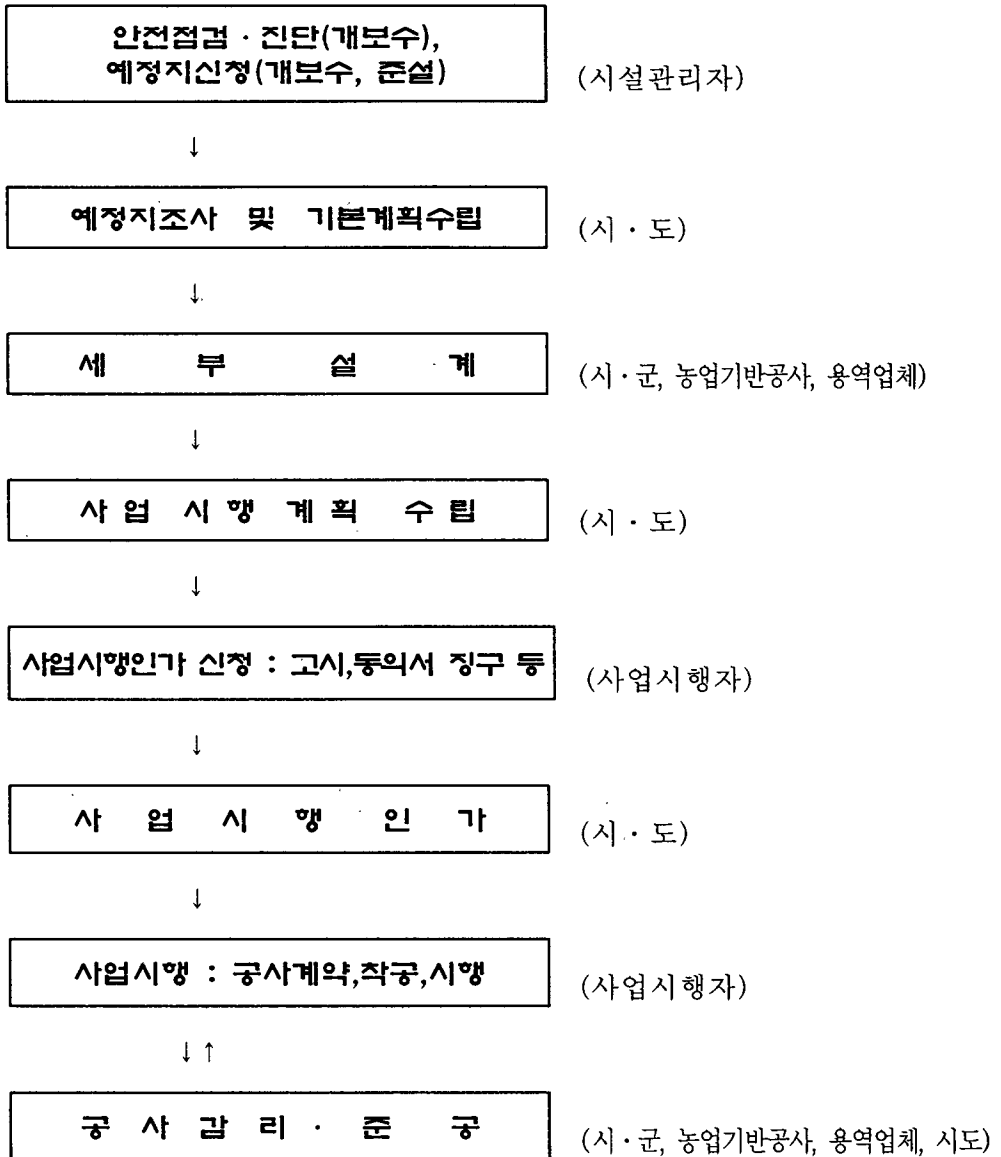 안전점검 · 진단(개보수),
예정지신청(개보수, 준설)
(시설관리자)
↓
예정지조사 및 기본계획수립
(시 · 도)
↓
세 부 설 계
(시 · 군, 농업기반공사, 용역업체)
↓
사 업 시 행 계 획 수 립
(시 · 도)
↓
사업시행인가 신청 : 고시,동의서 징구 등
(사업시행자)
↓
사 업 시 행 인 가
(시 · 도)
↓
사업시행 : 공사계약,착공,시행
(사업시행자)
↓ ↑
공 사 감 리 · 준 공
(시 · 군, 농업기반공사, 용역업체, 시도)